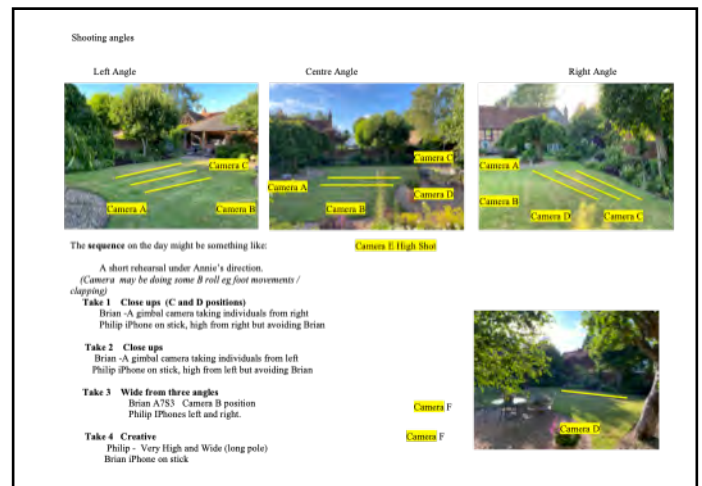 Shooting angles
Left Angle
Centre Angle
Right Angle
Camera C
Camera A
Camera B
Camera C
Camera A
Camera D
Camera B
Camera A
Camera B
Camera D
Camera C
The sequence on the day might be something like:
Camera E High Shot
A short rehearsal under Annie's direction.
(Camera may be doing some B roll eg foot movements /
clapping)
Take 1 Close ups (C and D positions)
Brian -A gimbal camera taking individuals from right
Philip iPhone on stick, high from right but avoiding Brian
Take 2 Close ups
Brian -A gimbal camera taking individuals from left
Philip iPhone on stick, high from left but avoiding Brian
Take 3 Wide from three angles
Brian A7S3 Camera B position
Philip IPhones left and right.
Camera F
Take 4 Creative
Camera F
Philip - Very High and Wide (long pole)
Brian iPhone on stick
Camera D